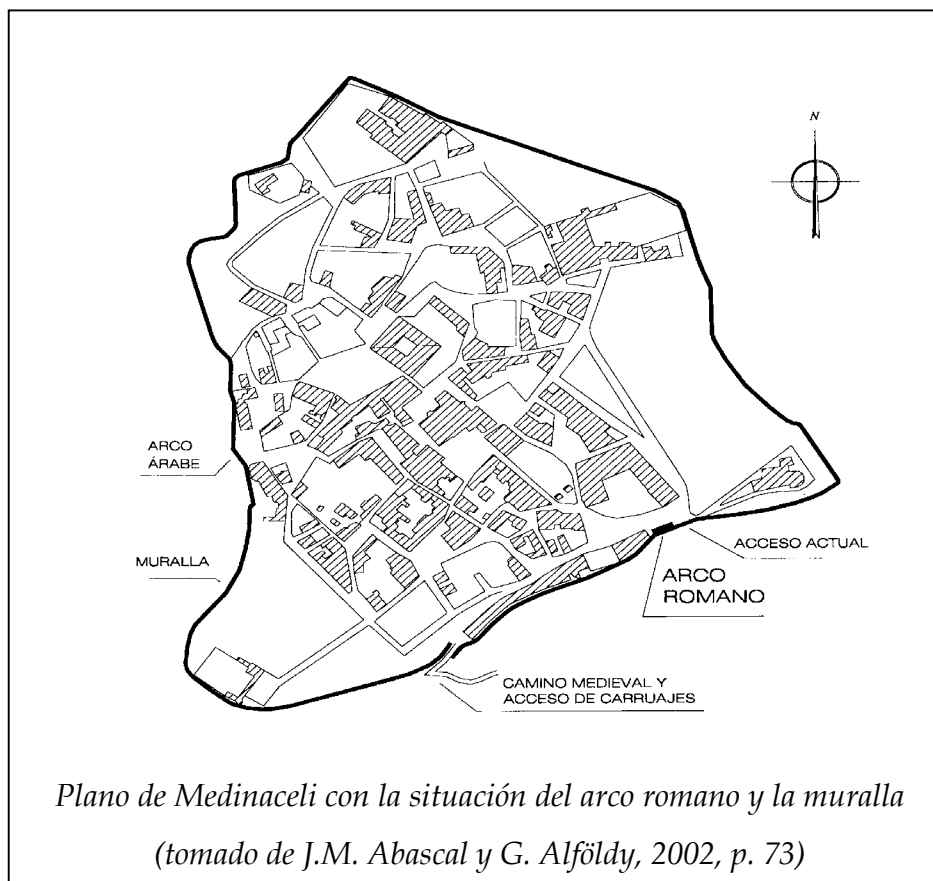 N
ARCO
ÁRABE
MURALLA
ACCESO ACTUAL
ARCO
ROMANO
CAMINO MEDIEVAL Y
ACCESO DE CARRUAJES
Plano de Medinaceli con la situación del arco romano y la muralla
(tomado de J.M. Abascal y G. Alföldy, 2002, p. 73)